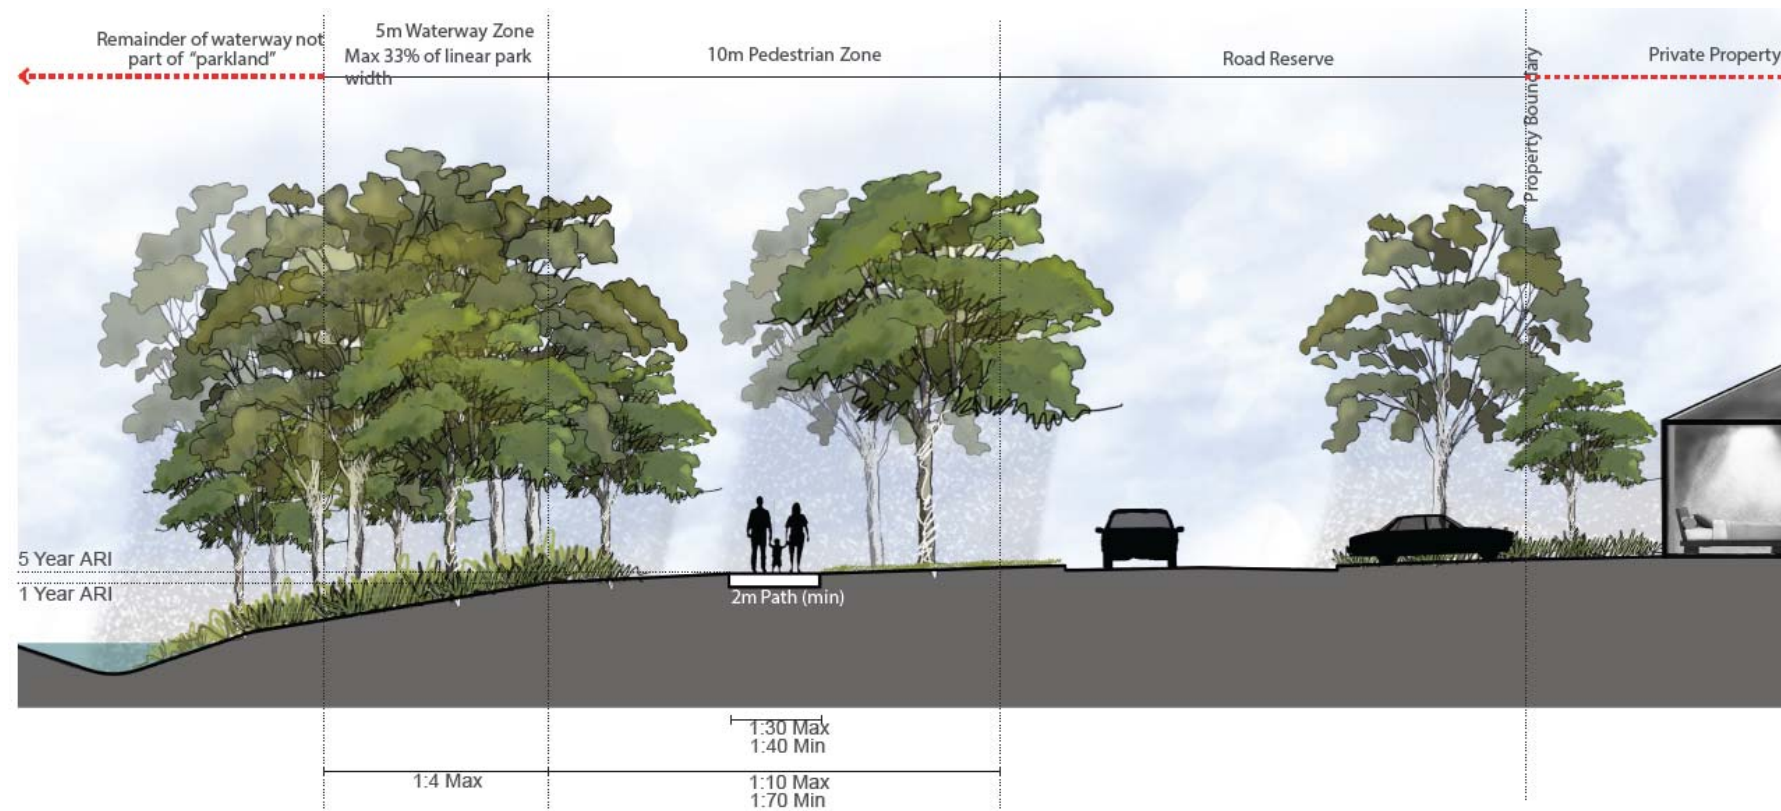 Remainder of waterway not
part of "parkland"
5m Waterway Zone
Max 33% of linear park
width
10m Pedestrian Zone
Road Reserve
Property Boundary
Private Property
5 Year ARI
1 Year ARI
2m Path (min)
1:30 Max
1:40 Min
1:4 Max
1:10 Max
1:70 Min